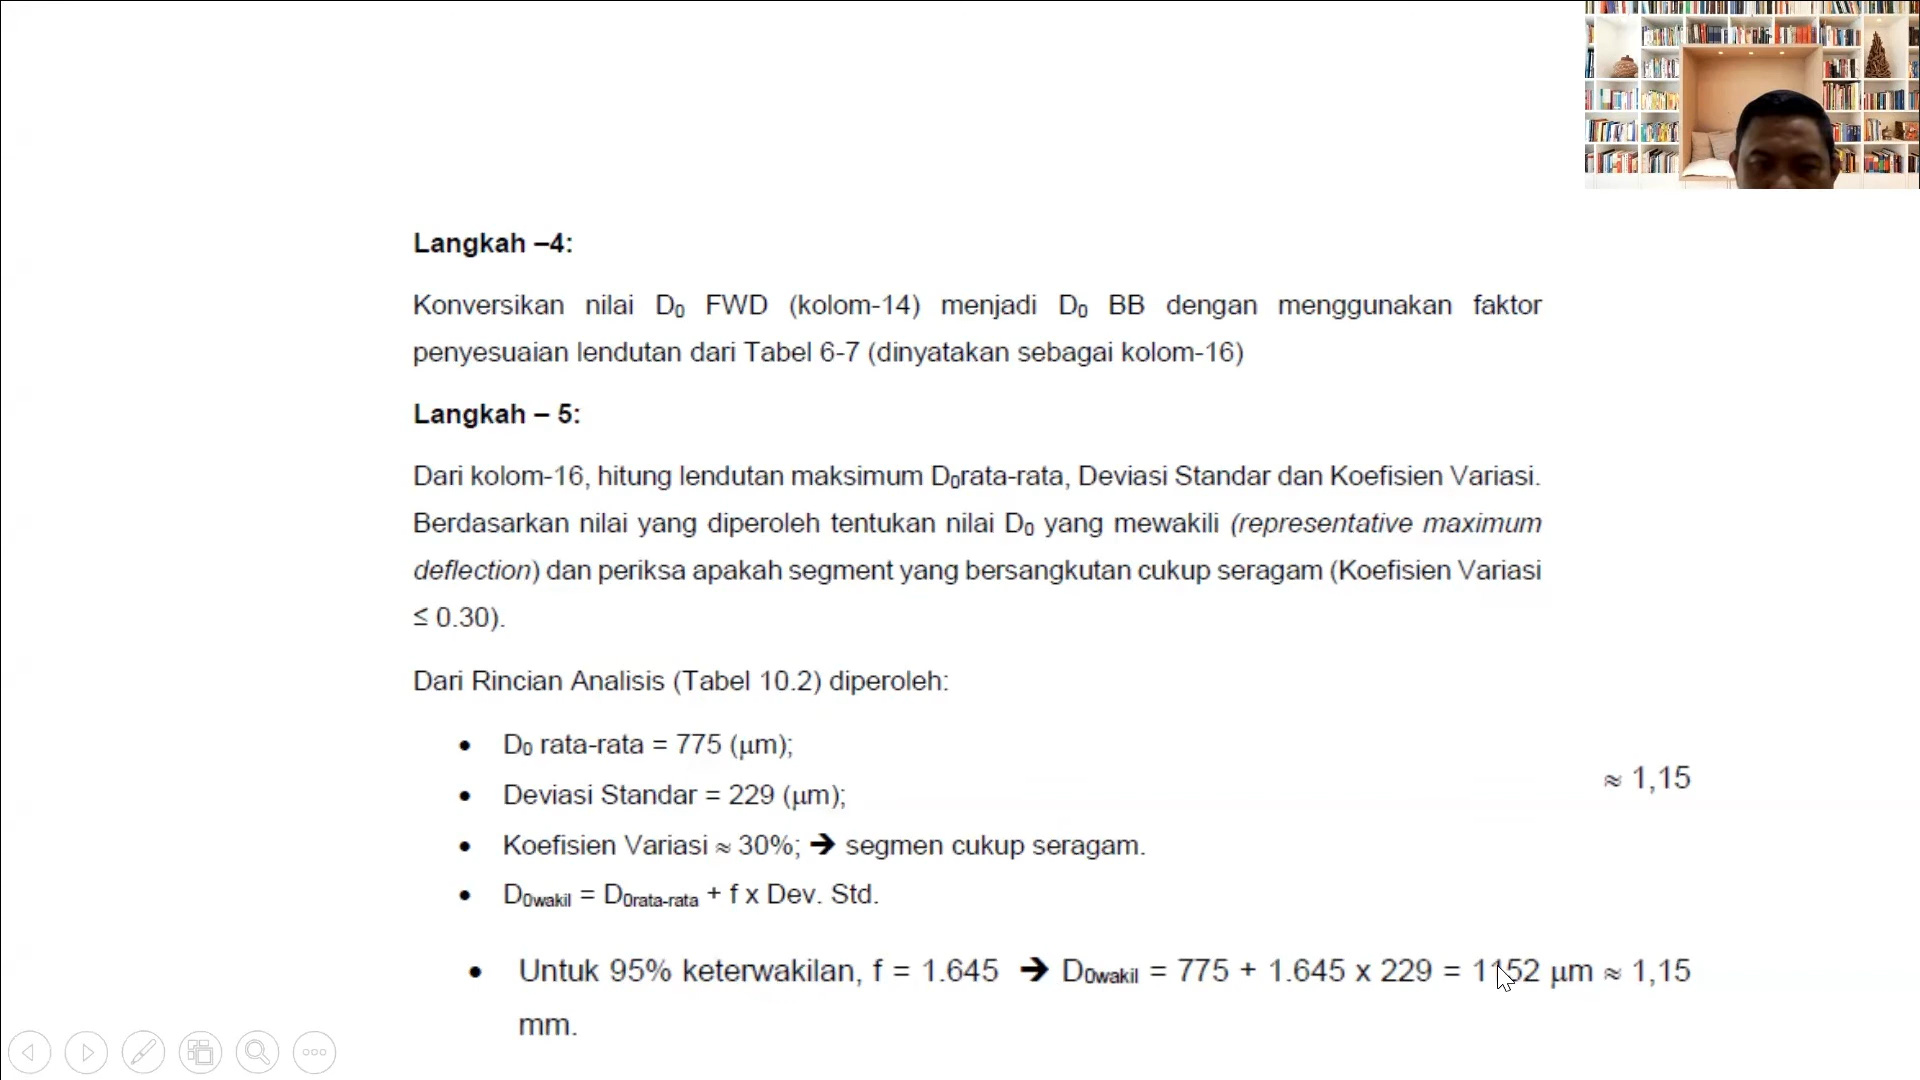 Langkah –4:
Konversikan nilai D₀ FWD (kolom-14) menjadi D₀ BB dengan menggunakan faktor
penyesuaian lendutan dari Tabel 6-7 (dinyatakan sebagai kolom-16)
Langkah – 5:
Dari kolom-16, hitung lendutan maksimum D₀rata-rata, Deviasi Standar dan Koefisien Variasi.
Berdasarkan nilai yang diperoleh tentukan nilai D₀ yang mewakili (representative maximum
deflection) dan periksa apakah segment yang bersangkutan cukup seragam (Koefisien Variasi
≤ 0.30).
Dari Rincian Analisis (Tabel 10.2) diperoleh:
• D₀ rata-rata = 775 (μm);
≈ 1,15
• Deviasi Standar = 229 (μm);
• Koefisien Variasi ≈ 30%; ➔ segmen cukup seragam.
• D0wakil = D0rata-rata + f x Dev. Std.
• Untuk 95% keterwakilan, f = 1.645 ➔ D0wakil = 775 + 1.645 x 229 = 1152 μm ≈ 1,15
mm.